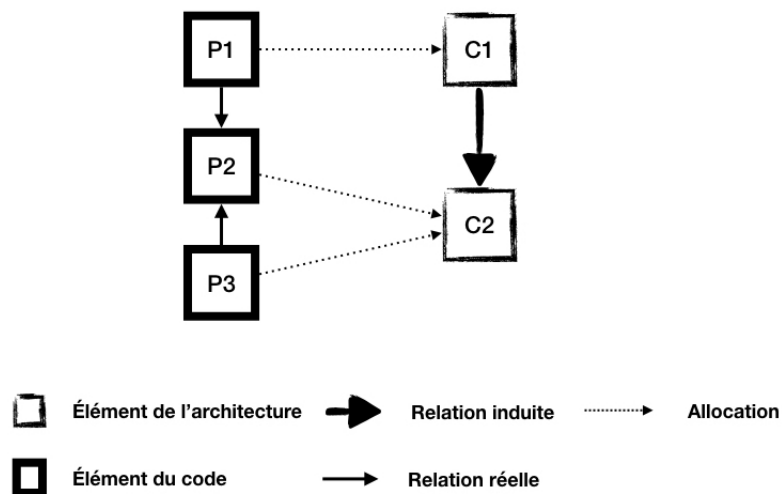 P1
C1
P2
C2
P3
Élément de l'architecture
Relation induite
Allocation
Élément du code
Relation réelle